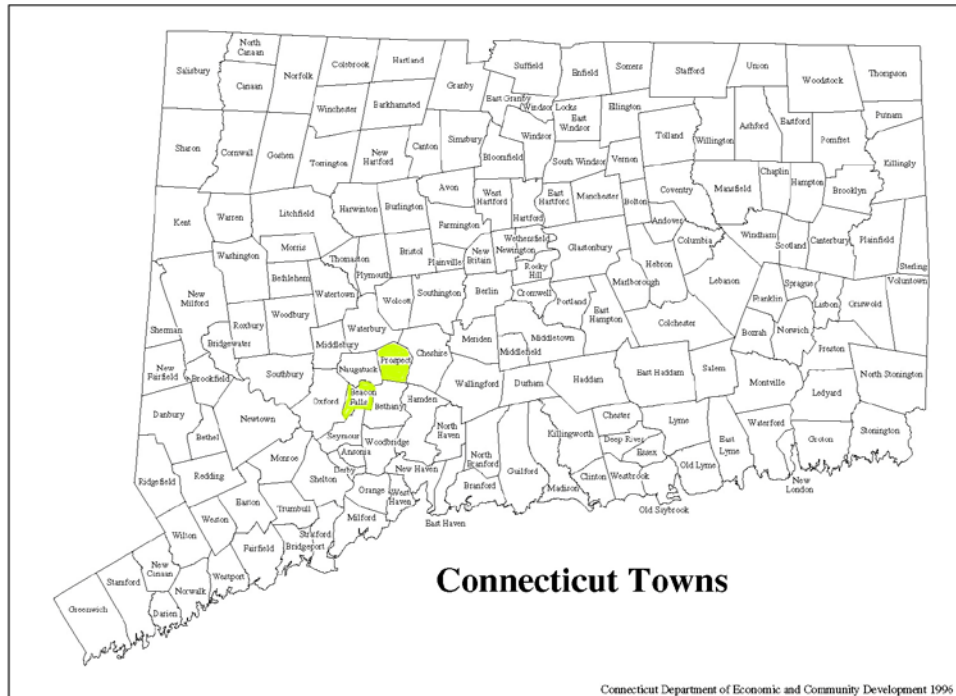 North
Canaan
Salisbury
Canaan
Norfolk
Colebrook
Hartland
Granby
Suffield
East Granby
Windsor Locks
Enfield
Somers
Stafford
Union
Woodstock
Thompson
Winchester
Barkhamsted
East
Windsor
Ellington
Putnam
Sharon
Cornwall
Goshen
Torrington
New
Hartford
Canton
Simsbury
Bloomfield
Windsor
South Windsor
Vernon
Tolland
Willington
Ashford
Eastford
Pomfret
Killingly
Kent
Warren
Litchfield
Harwinton
Burlington
Avon
West
Hartford
Hartford
East
Hartford
Manchester
Bolton
Coventry
Andover
Mansfield
Chaplin
Hampton
Brooklyn
Farmington
Washington
Morris
Thomaston
Plymouth
Bristol
Plainville
New
Britain
Wethersfield
Newington
Rocky
Hill
Glastonbury
Hebron
Columbia
Windham
Scotland
Canterbury
Plainfield
Sterling
Bethlehem
Watertown
Wolcott
Southington
Berlin
Cromwell
Portland
Marlborough
Lebanon
Sprague
Franklin
Lisbon
Griswold
Voluntown
New
Milford
Roxbury
Woodbury
Waterbury
East
Hampton
Colchester
Bozrah
Norwich
Sherman
Bridgewater
Middlebury
Cheshire
Meriden
Middletown
Middlefield
Preston
New
Fairfield
Brookfield
Southbury
Naugatuck
Prospect
Wallingford
Durham
Haddam
East Haddam
Salem
Montville
Ledyard
North Stonington
Danbury
Newtown
Oxford
Beacon
Falls
Bethany
Hamden
Bethel
Seymour
Woodbridge
North
Haven
Killingworth
Chester
Deep River
Essex
Lyme
East
Lyme
Waterford
Groton
Stonington
Monroe
Ansonia
Derby
New Haven
North
Branford
Guilford
Madison
Clinton
Westbrook
Old Lyme
New
London
Ridgefield
Redding
Shelton
Orange
West
Haven
Branford
Old Saybrook
Easton
Trumbull
Milford
East Haven
Wilton
Weston
Stratford
Fairfield
Bridgeport
New
Canaan
Westport
Stamford
Norwalk
Greenwich
Darien
Connecticut Towns
Connecticut Department of Economic and Community Development 1996